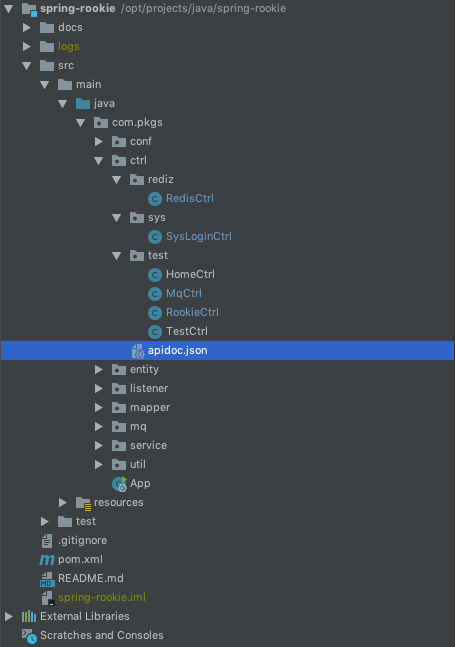 spring-rookie /opt/projects/java/spring-rookie
docs
logs
src
main
java
com.pkgs
conf
ctrl
rediz
RedisCtrl
sys
SysLoginCtrl
test
HomeCtrl
MqCtrl
RookieCtrl
TestCtrl
apidoc.json
entity
listener
mapper
mq
service
util
App
resources
test
.gitignore
pom.xml
README.md
spring-rookie.iml
External Libraries
Scratches and Consoles